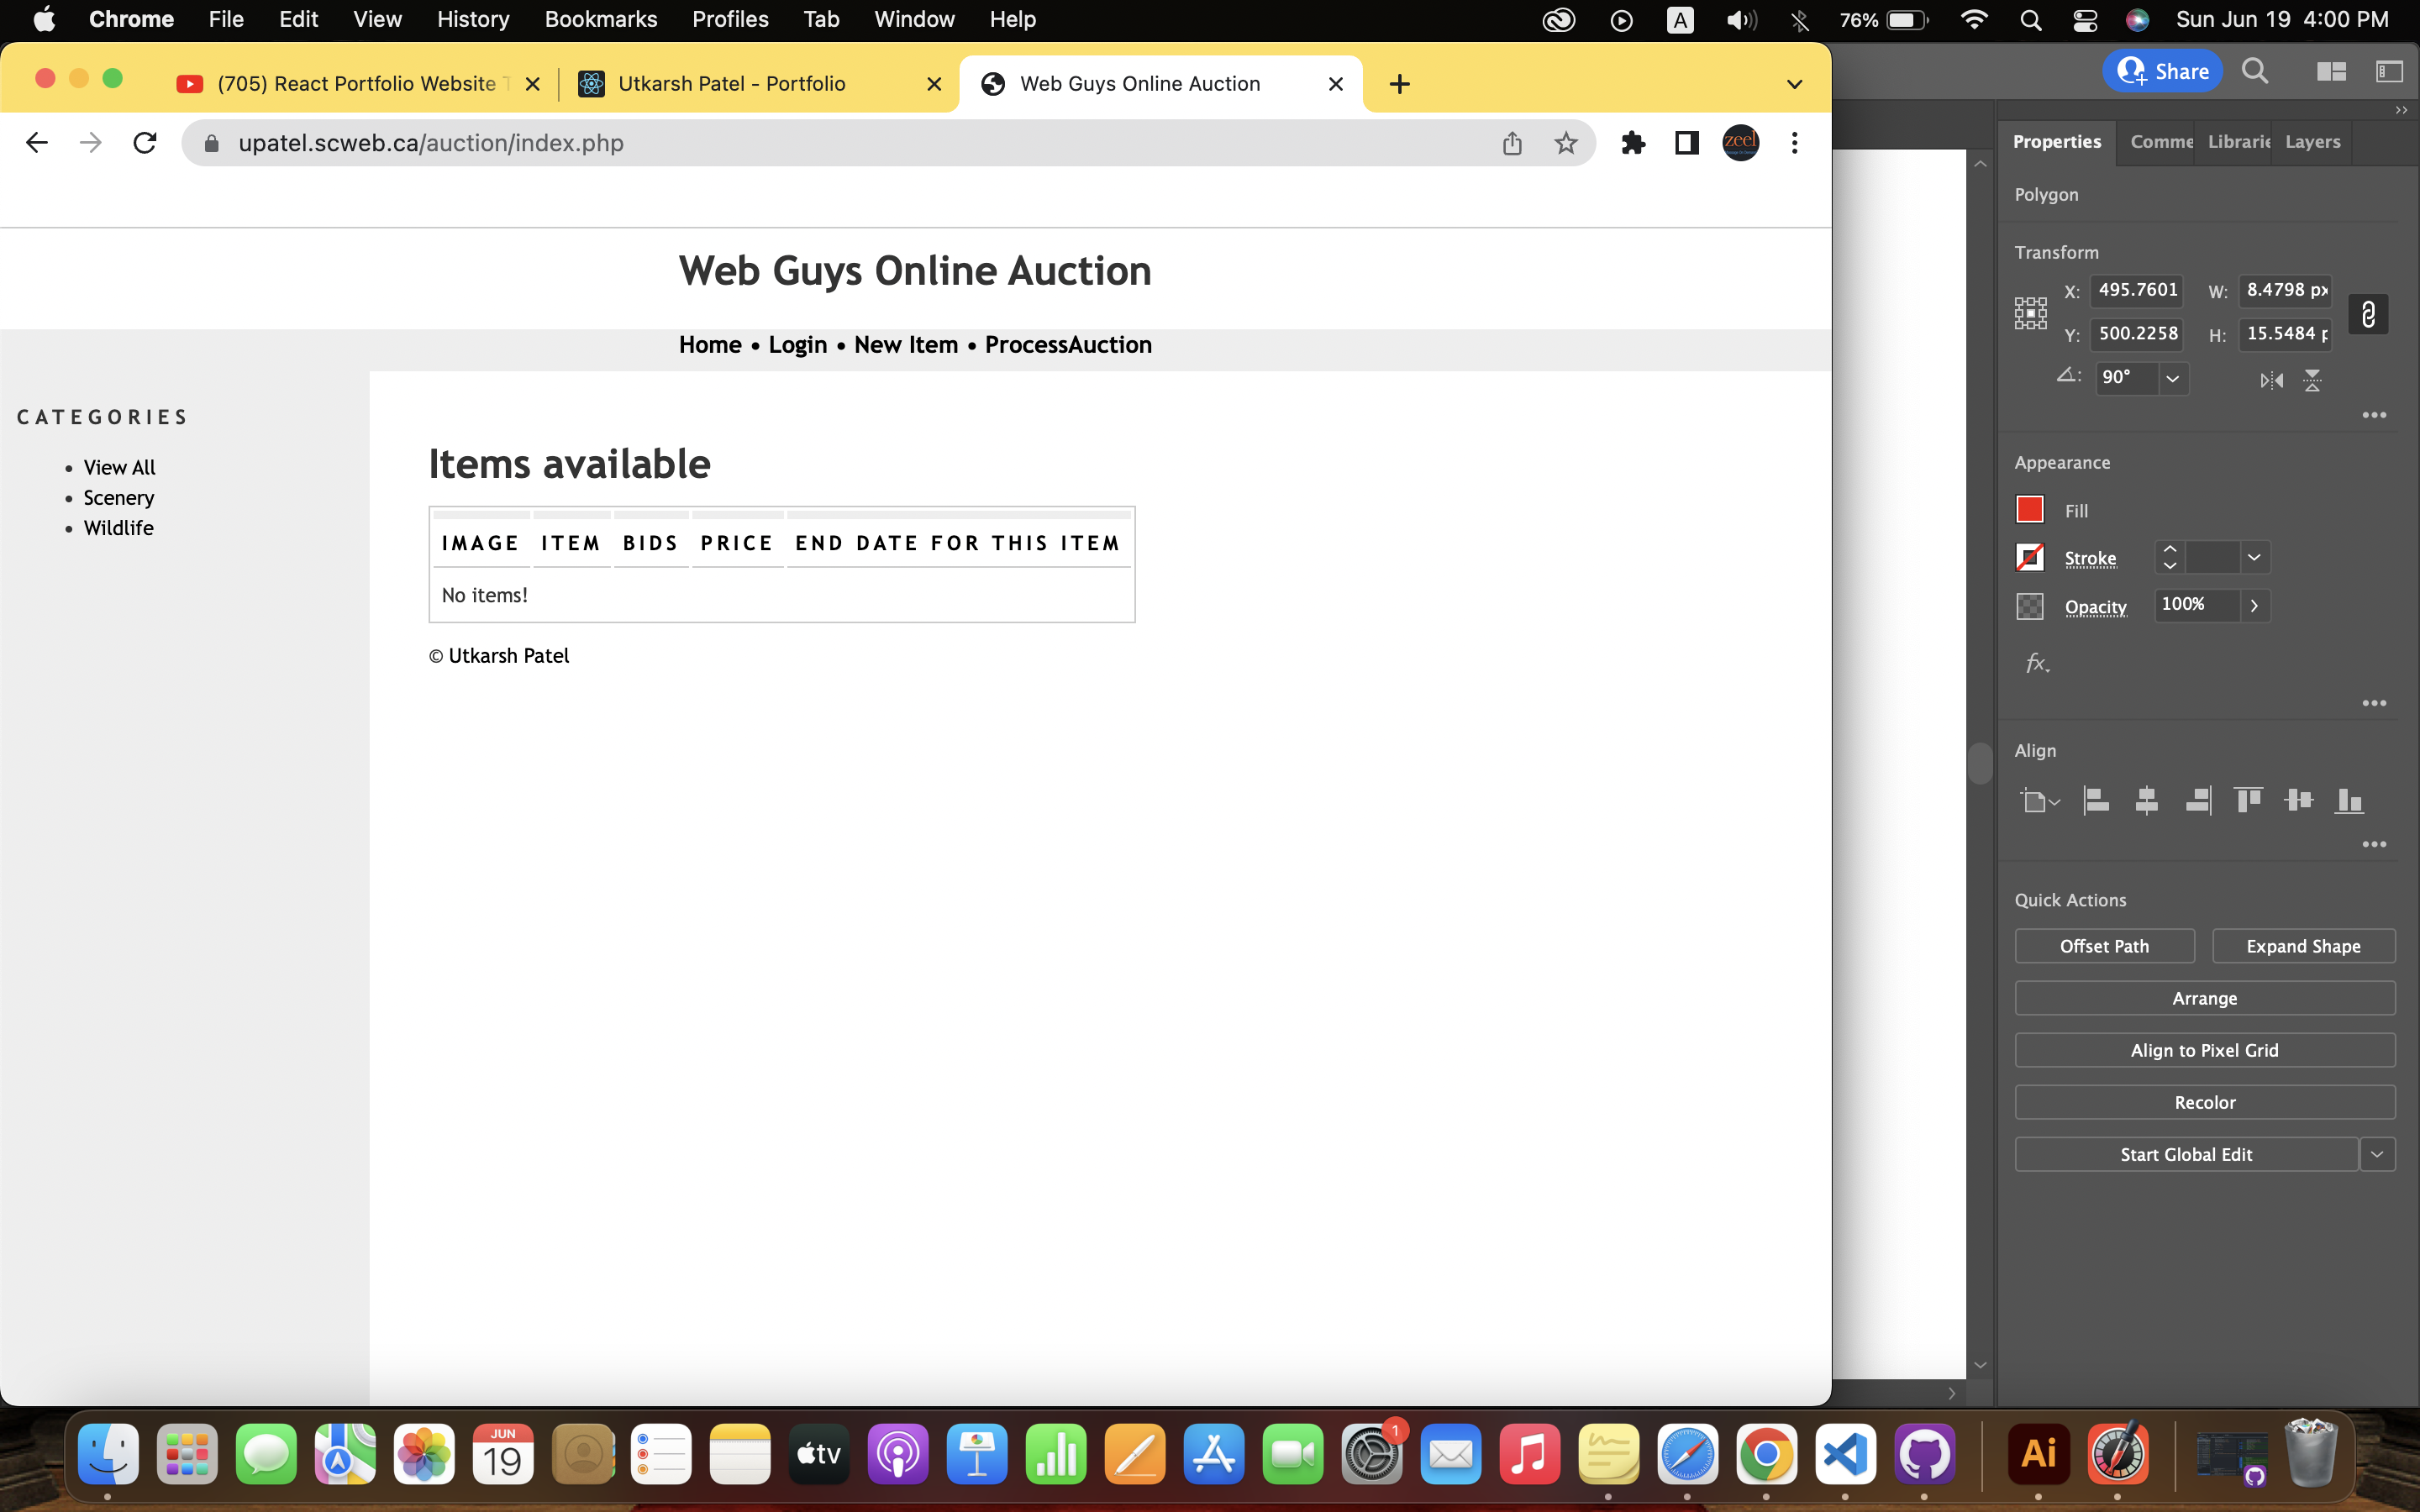 Chrome File Edit View History Bookmarks Profiles Tab Window Help A 76% Sun Jun 19 4:00 PM
(705) React Portfolio Website
Utkarsh Patel - Portfolio
Web Guys Online Auction
Share
upatel.scweb.ca/auction/index.php
zeel
Properties Comme Librarie Layers
Polygon
Web Guys Online Auction
Transform
X: 495.7601 W: 8.4798 px
Y: 500.2258 H: 15.5484
90°
Home • Login • New Item • ProcessAuction
CATEGORIES
• View All
• Scenery
• Wildlife
Items available
IMAGE ITEM BIDS PRICE END DATE FOR THIS ITEM
No items!
© Utkarsh Patel
Appearance
Fill
Stroke
Opacity 100%
fx.
Align
Quick Actions
Offset Path Expand Shape
Arrange
Align to Pixel Grid
Recolor
Start Global Edit
JUN
19
tv
1
Ai